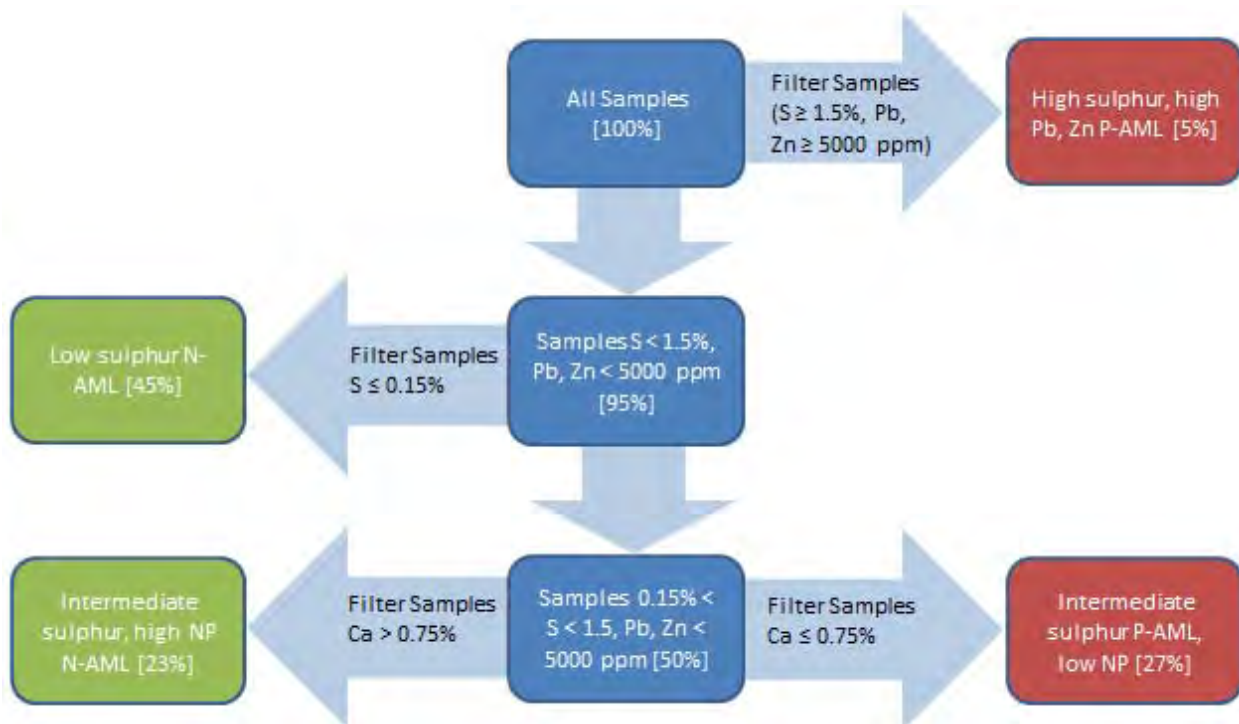 All Samples
[100%]
Filter Samples
(S ≥ 1.5%, Pb,
Zn ≥ 5000 ppm)
High sulphur, high
Pb, Zn P-AML [5%]
Low sulphur N-
AML [45%]
Filter Samples
S ≤ 0.15%
Samples S < 1.5%,
Pb, Zn < 5000 ppm
[95%]
Intermediate
sulphur, high NP
N-AML [23%]
Filter Samples
Ca > 0.75%
Samples 0.15% <
S < 1.5, Pb, Zn <
5000 ppm [50%]
Filter Samples
Ca ≤ 0.75%
Intermediate
sulphur P-AML,
low NP [27%]